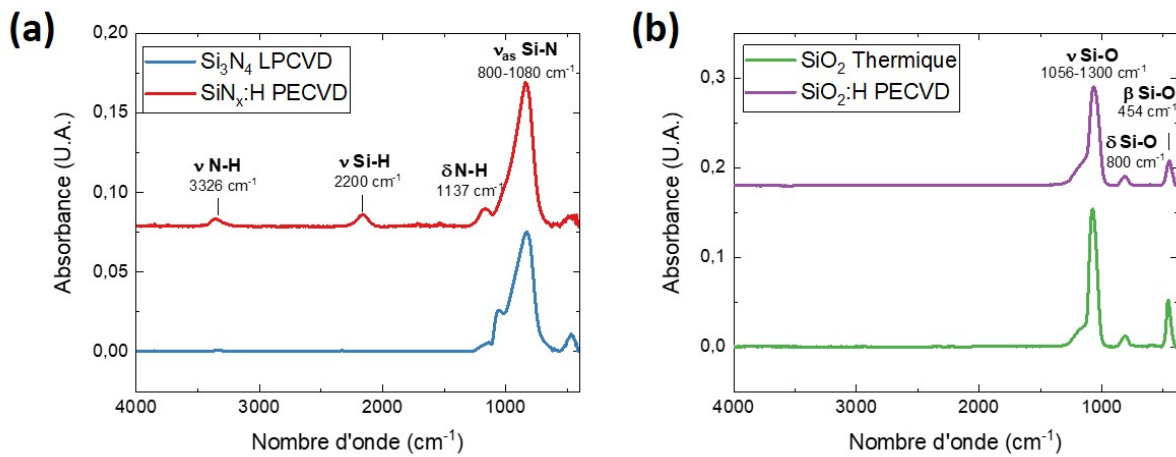 (a)
Si₃N₄ LPCVD
SiNₓ:H PECVD
νas Si-N
800-1080 cm⁻¹
ν N-H
3326 cm⁻¹
ν Si-H
2200 cm⁻¹
δ N-H
1137 cm⁻¹
0,20
0,15
0,10
0,05
0,00
Absorbance (U.A.)
4000
3000
2000
1000
Nombre d'onde (cm⁻¹)
(b)
SiO₂ Thermique
SiO₂:H PECVD
ν Si-O
1056-1300 cm⁻¹
β Si-O
454 cm⁻¹
δ Si-O
800 cm⁻¹
0,3
0,2
0,1
0,0
Absorbance (U.A.)
4000
3000
2000
1000
Nombre d'onde (cm⁻¹)